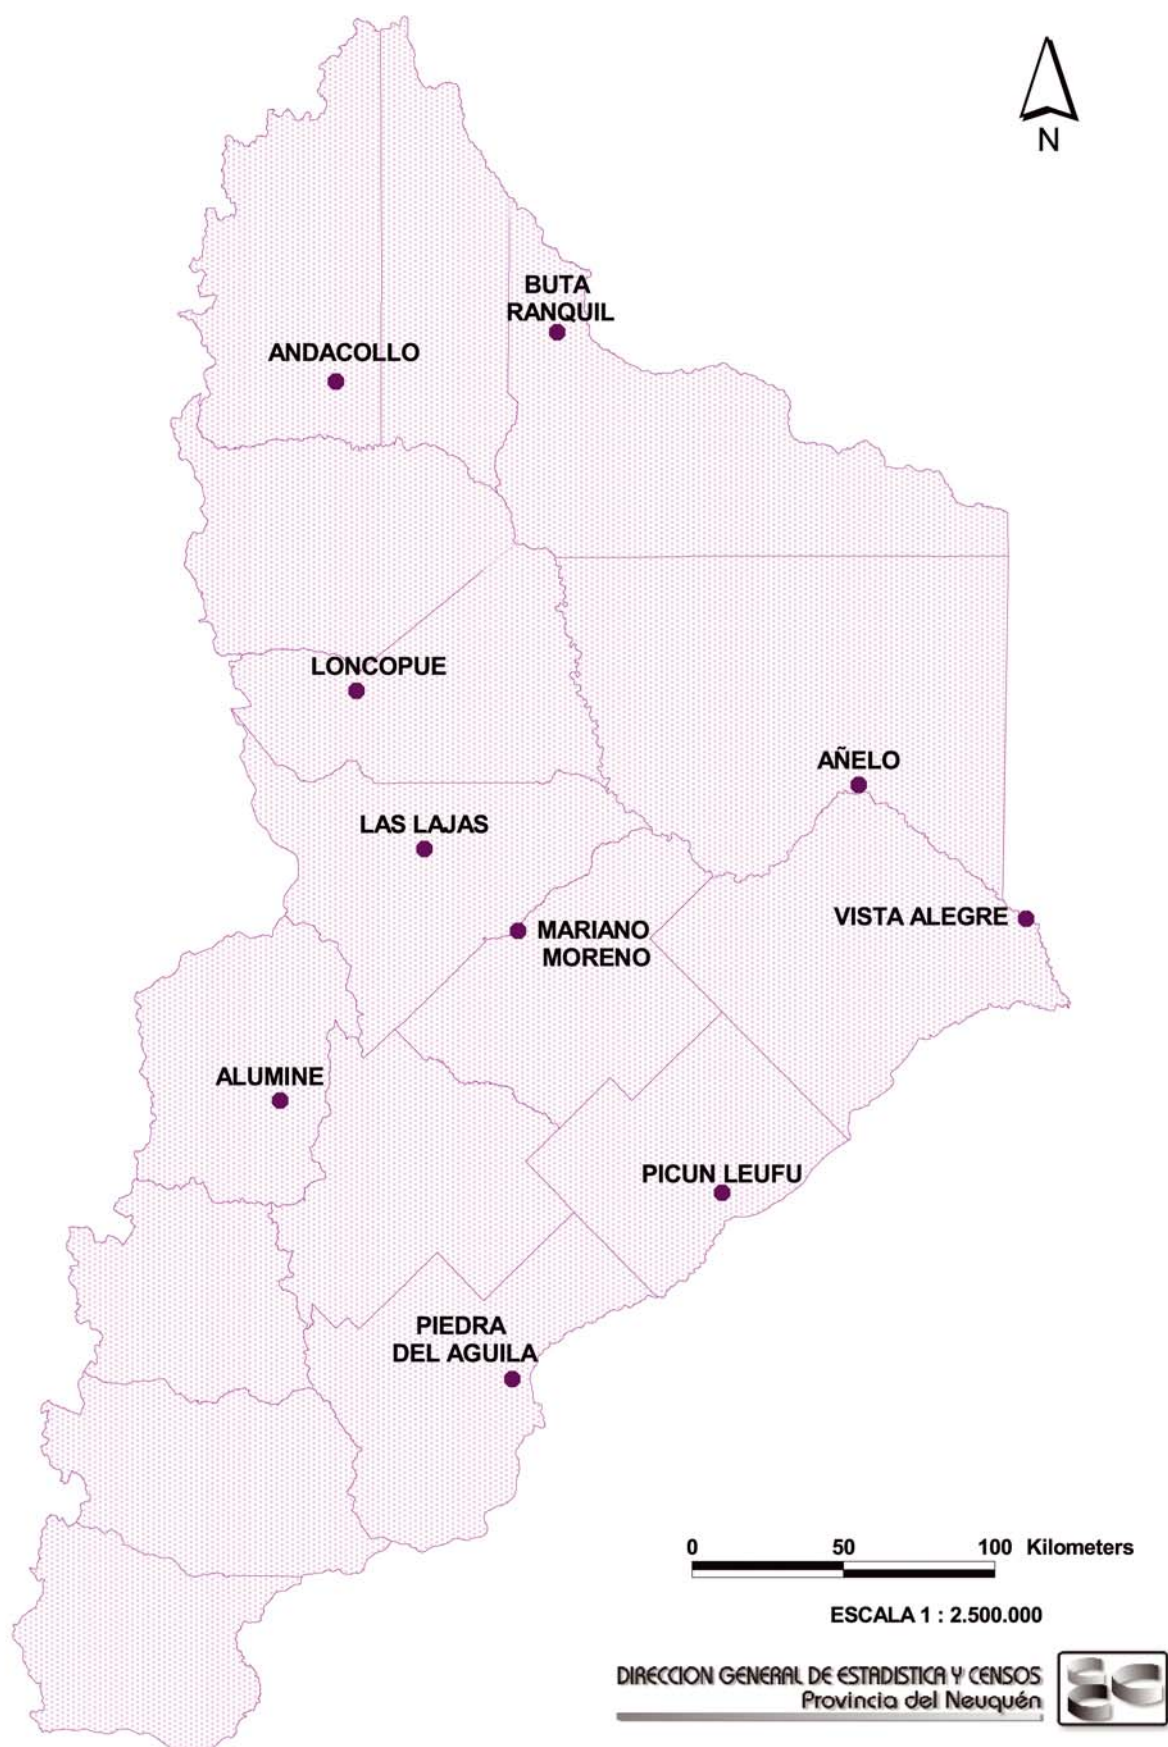 N
BUTA
RANQUIL
ANDACOLLO
LONCOPUE
AÑELO
LAS LAJAS
VISTA ALEGRE
MARIANO
MORENO
ALUMINE
PICUN LEUFU
PIEDRA
DEL AGUILA
0 50 100 Kilometers
ESCALA 1 : 2.500.000
DIRECCION GENERAL DE ESTADISTICA Y CENSOS
Provincia del Neuquén